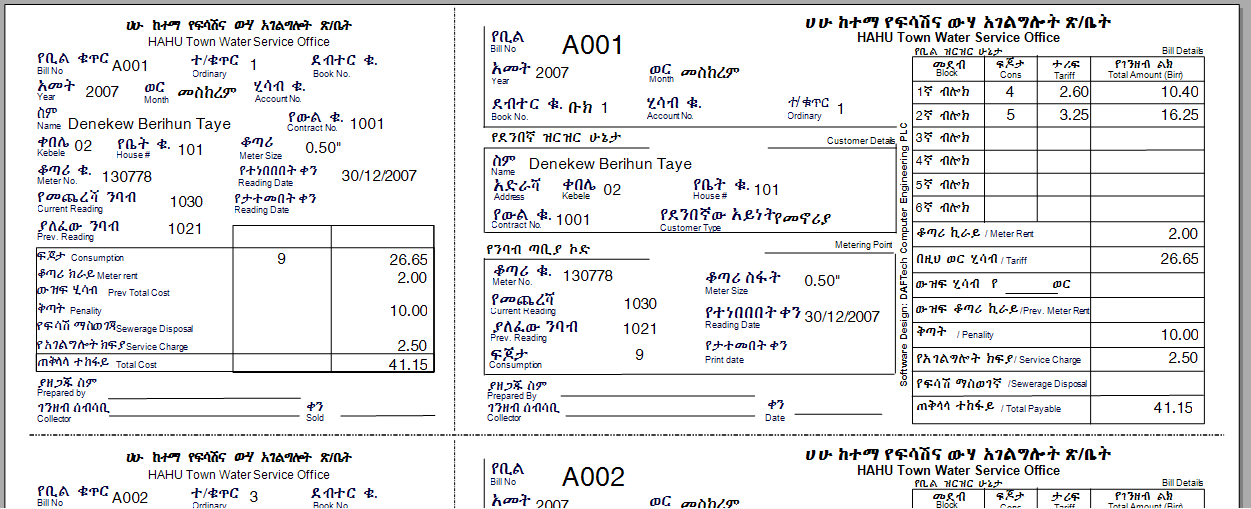 ሀሁ ከተማ የፍሳሽና ውሃ አገልግሎት ጽ/ቤት
HAHU Town Water Service Office
የቢል ቁጥር A001 ተ/ቁጥር 1 ደብተር ቁ.
Bill No Ordinary Book No.
አመት 2007 ወር መስከረም ሂሳብ ቁ.
Year Month Account No.
ስም Denekew Berihun Taye የውል ቁ. 1001
Name Contract No.
ቀበሌ 02 የቤት ቁ. 101 ቆጣሪ 0.50"
Kebele House # Meter Size
ቆጣሪ ቁ. 130778 የተነበበበት ቀን 30/12/2007
Meter No. Reading Date
የመጨረሻ ንባብ 1030 የታተመበት ቀን
Current Reading Reading Date
ያለፈው ንባብ 1021
Prev. Reading
ፍጆታ Consumption 9 26.65
ቆጣሪ ክራይ Meter rent 2.00
ውዝፍ ሂሳብ Prev Total Cost
ቅጣት Penality 10.00
የፍሳሽ ማስወገጃ Sewerage Disposal
የአገልግሎት ክፍያ Service Charge 2.50
ጠቅላላ ተከፋይ Total Cost 41.15
ያዘጋጁ ስም
Prepared by
ገንዘብ ሰብሳቢ ቀን
Collector Sold
ሀሁ ከተማ የፍሳሽና ውሃ አገልግሎት ጽ/ቤት
HAHU Town Water Service Office
የቢል A001
Bill No
አመት 2007 ወር መስከረም
Year Month
ደብተር ቁ. ቡክ 1 ሂሳብ ቁ. ተ/ቁጥር 1
Book No. Account No. Ordinary
የደንበኛ ዝርዝር ሁኔታ Customer Details
ስም Denekew Berihun Taye
Name
አድራሻ ቀበሌ 02 የቤት ቁ. 101
Address Kebele House #
የውል ቁ. 1001 የደንበኛው አይነት የመኖሪያ
Contract No. Customer Type
የንባብ ጣቢያ ኮድ Metering Point
ቆጣሪ ቁ. 130778 ቆጣሪ ስፋት 0.50"
Meter No. Meter Size
የመጨረሻ 1030
Current Reading
ያለፈው ንባብ 1021 የተነበበበት ቀን 30/12/2007
Prev. Reading Reading Date
ፍጆታ 9 የታተመበት ቀን
Consumption Print date
ያዘጋጁ ስም
Prepared By
ገንዘብ ሰብሳቢ ቀን
Collector Date
Software Design: DAFTech Computer Engineering PLC
የቢል ዝርዝር ሁኔታ Bill Details
መደብ ፍጆታ ታሪፍ የገንዘብ ልክ
Block Cons Tariff Total Amount (Birr)
1ኛ ብሎክ 4 2.60 10.40
2ኛ ብሎክ 5 3.25 16.25
3ኛ ብሎክ
4ኛ ብሎክ
5ኛ ብሎክ
6ኛ ብሎክ
ቆጣሪ ኪራይ / Meter Rent 2.00
በዚህ ወር ሂሳብ / Tariff 26.65
ውዝፍ ሂሳብ የ ወር
ውዝፍ ቆጣሪ ኪራይ /Prev. Meter Rent
ቅጣት / Penality 10.00
የአገልግሎት ክፍያ / Service Charge 2.50
የፍሳሽ ማስወገኛ /Sewerage Disposal
ጠቅላላ ተከፋይ / Total Payable 41.15
ሀሁ ከተማ የፍሳሽና ውሃ አገልግሎት ጽ/ቤት
HAHU Town Water Service Office
የቢል ቁጥር A002 ተ/ቁጥር 3 ደብተር ቁ.
Bill No Ordinary Book No.
ሀሁ ከተማ የፍሳሽና ውሃ አገልግሎት ጽ/ቤት
HAHU Town Water Service Office
የቢል A002
Bill No
አመት 2007 ወር መስከረም
የቢል ዝርዝር ሁኔታ Bill Details
መደብ ፍጆታ ታሪፍ የገንዘብ ልክ
Block Cons Tariff Total Amount (Birr)